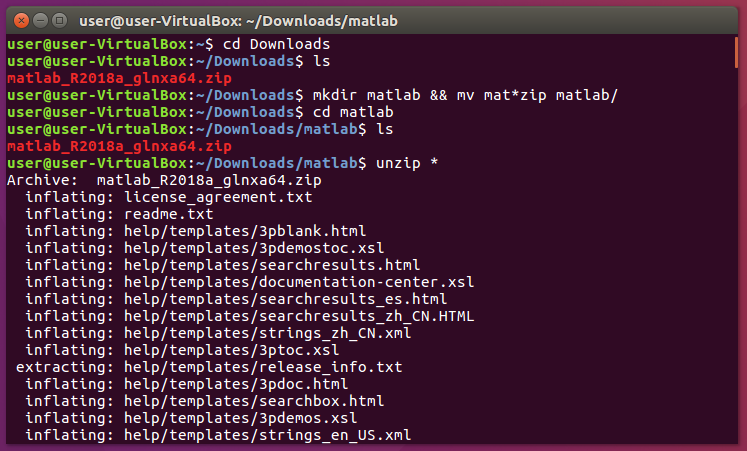 user@user-VirtualBox: ~/Downloads/matlab
user@user-VirtualBox:~$ cd Downloads
user@user-VirtualBox:~/Downloads$ ls
matlab_R2018a_glnxa64.zip
user@user-VirtualBox:~/Downloads$ mkdir matlab && mv mat*zip matlab/
user@user-VirtualBox:~/Downloads$ cd matlab
user@user-VirtualBox:~/Downloads/matlab$ ls
matlab_R2018a_glnxa64.zip
user@user-VirtualBox:~/Downloads/matlab$ unzip *
Archive:  matlab_R2018a_glnxa64.zip
  inflating: license_agreement.txt
  inflating: readme.txt
  inflating: help/templates/3pblank.html
  inflating: help/templates/3pdemostoc.xsl
  inflating: help/templates/searchresults.html
  inflating: help/templates/documentation-center.xsl
  inflating: help/templates/searchresults_es.html
  inflating: help/templates/searchresults_zh_CN.HTML
  inflating: help/templates/strings_zh_CN.xml
  inflating: help/templates/3ptoc.xsl
 extracting: help/templates/release_info.txt
  inflating: help/templates/3pdoc.html
  inflating: help/templates/searchbox.html
  inflating: help/templates/3pdemos.xsl
  inflating: help/templates/strings_en_US.xml